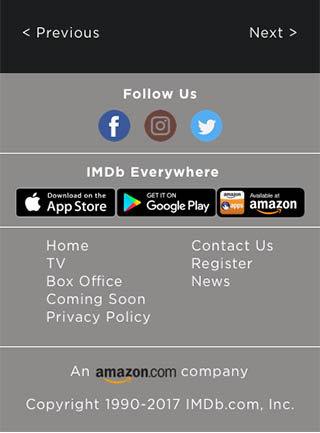 < Previous Next >
Follow Us
IMDb Everywhere
Download on the
App Store
GET IT ON
Google Play
amazon
apps
Available at
amazon
Home Contact Us
TV Register
Box Office News
Coming Soon
Privacy Policy
An amazon.com company
Copyright 1990-2017 IMDb.com, Inc.